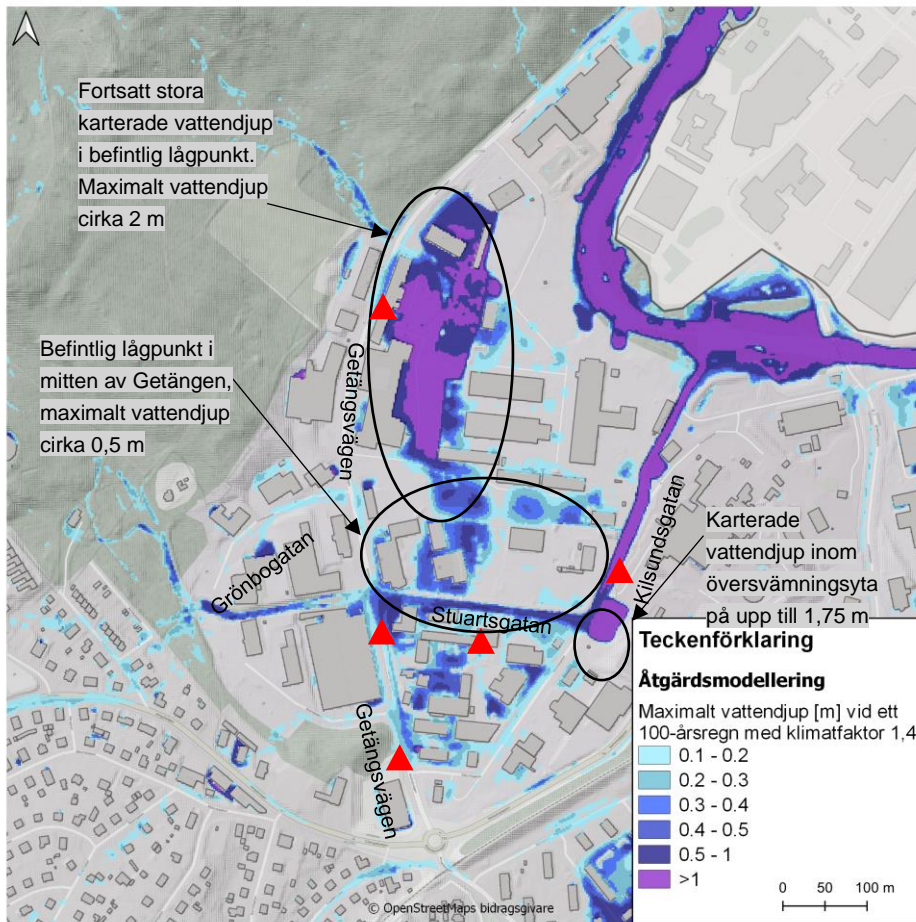 Fortsatt stora
karterade vattendjup
i befintlig lågpunkt.
Maximalt vattendjup
cirka 2 m
Befintlig lågpunkt i
mitten av Getängen,
maximalt vattendjup
cirka 0,5 m
Getängsvägen
Grönbogatan
Stuartsgatan
Kilsundsgatan
Getängsvägen
Karterade
vattendjup inom
översvämningsyta
på upp till 1,75 m
Teckenförklaring
Åtgärdsmodellering
Maximalt vattendjup [m] vid ett
100-årsregn med klimatfaktor 1,4
0.1 - 0.2
0.2 - 0.3
0.3 - 0.4
0.4 - 0.5
0.5 - 1
>1
0 50 100 m
© OpenStreetMaps bidragsgivare